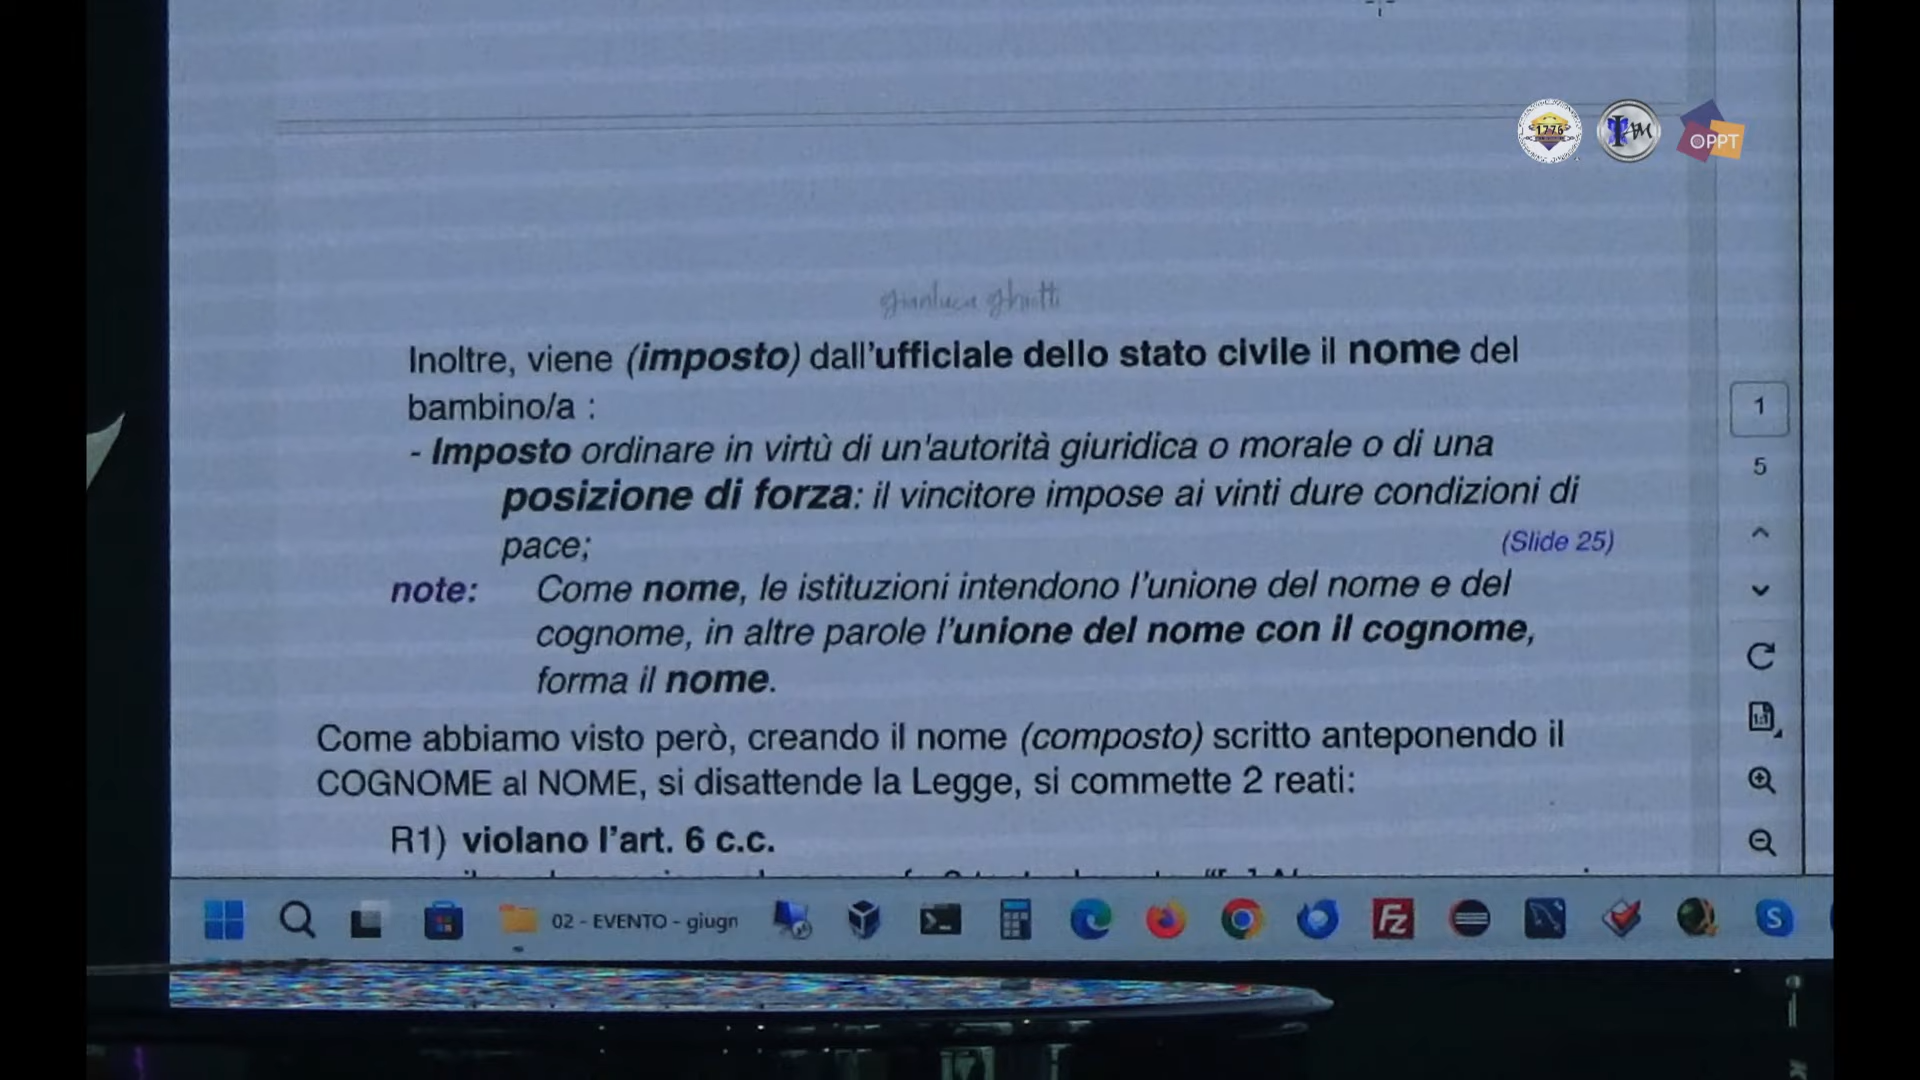 1776
OPPT
gianluca ghiotti
Inoltre, viene (imposto) dall'ufficiale dello stato civile il nome del
bambino/a :
- Imposto ordinare in virtù di un'autorità giuridica o morale o di una
posizione di forza: il vincitore impose ai vinti dure condizioni di
pace;
(Slide 25)
note: Come nome, le istituzioni intendono l'unione del nome e del
cognome, in altre parole l'unione del nome con il cognome,
forma il nome.
Come abbiamo visto però, creando il nome (composto) scritto anteponendo il
COGNOME al NOME, si disattende la Legge, si commette 2 reati:
R1) violano l'art. 6 c.c.
1
5
1:1
02 - EVENTO - giugn
FZ
S